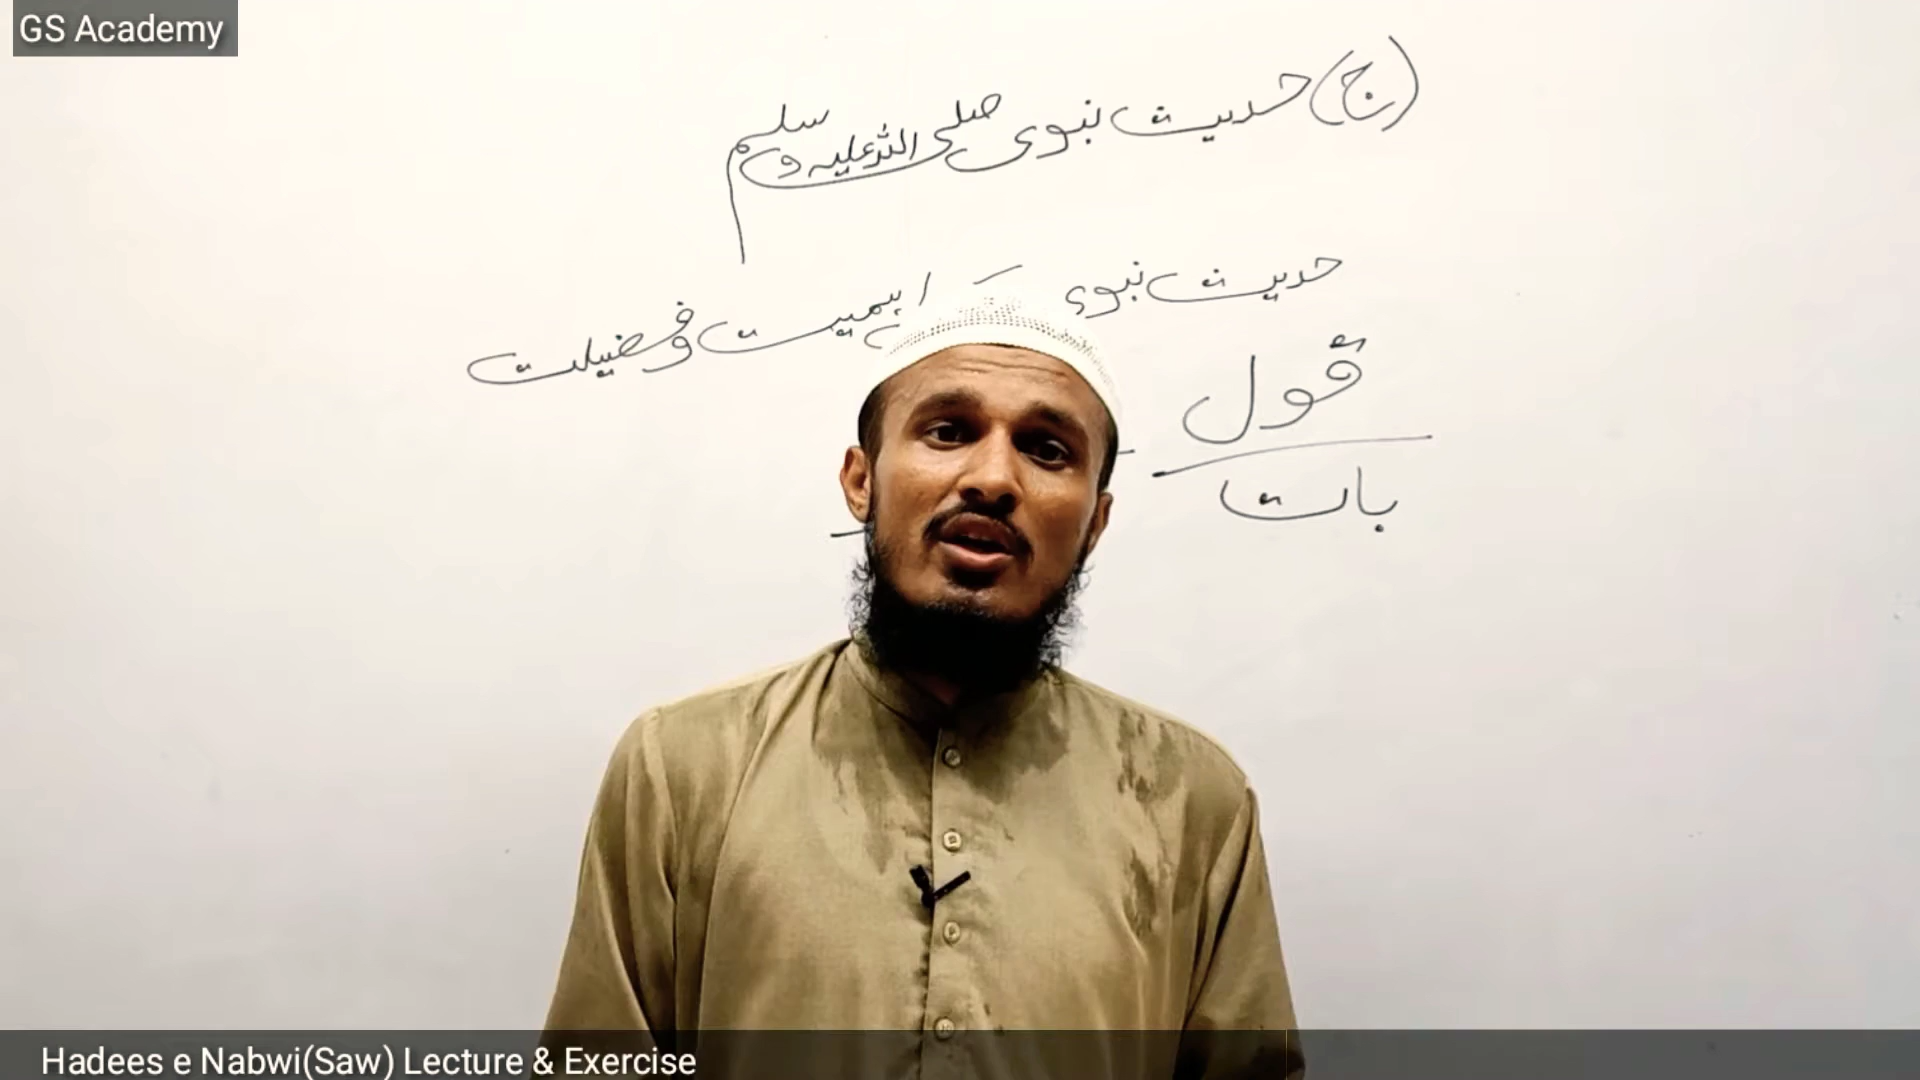 GS Academy
(ج) حدیث نبوی صلی اللہ علیہ وسلم
حدیث نبوی اہمیت و فضیلت
قول
بات
Hadees e Nabwi(Saw) Lecture & Exercise